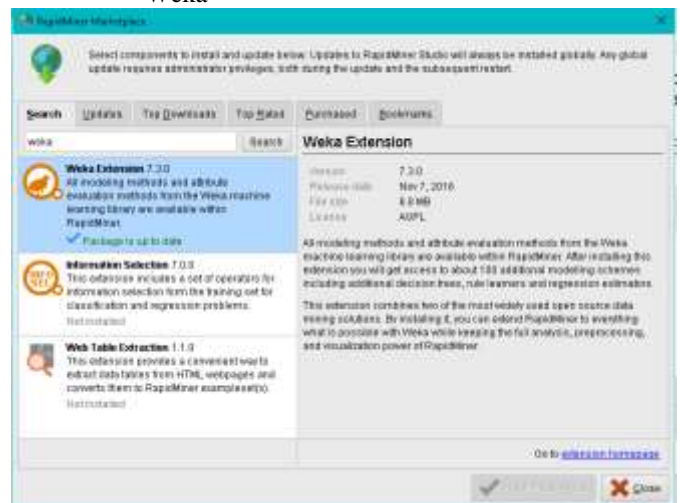 Weka
RapidMiner Marketplace
Select components to install and update below. Updates to RapidMiner Studio will always be installed globally. Any global
update requires administrator privileges, both during the update and the subsequent restart.
Search Updates Top Downloads Top Rated Purchased Bookmarks
weka Search
Weka Extension 7.3.0
All modeling methods and attribute
evaluation methods from the Weka machine
learning library are available within
RapidMiner.
Package is up to date
Information Selection 7.0.0
This extension includes a set of operators for
information selection form the training set for
classification and regression problems.
Not installed
Web Table Extraction 1.1.0
This extension provides a convenient way to
extract data tables from HTML webpages and
converts them to RapidMiner exampleset(s).
Not installed
Weka Extension
Version 7.3.0
Release date Nov 7, 2016
File size 8.8 MB
License AGPL
All modeling methods and attribute evaluation methods from the Weka
machine learning library are available within RapidMiner. After installing this
extension you will get access to about 100 additional modelling schemes
including additional decision trees, rule learners and regression estimators.
This extension combines two of the most widely used open source data
mining solutions. By installing it, you can extend RapidMiner to everything
what is possible with Weka while keeping the full analysis, preprocessing,
and visualization power of RapidMiner
Go to extension homepage
Close